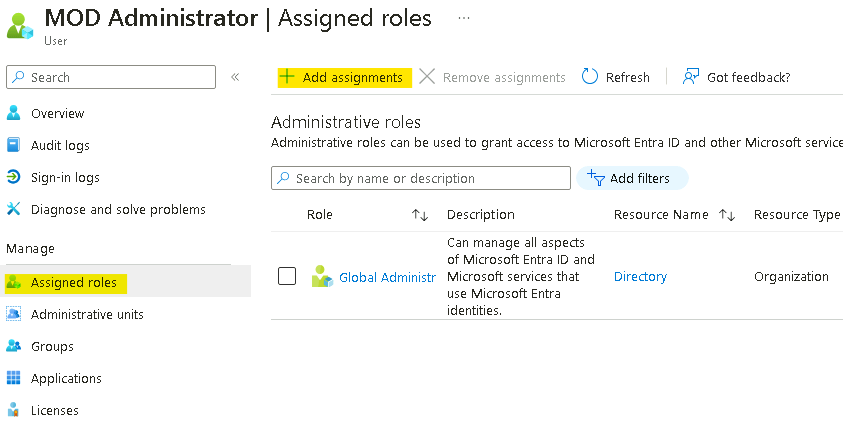 MOD Administrator | Assigned roles ...
User
Search
Add assignments Remove assignments Refresh Got feedback?
Overview
Audit logs
Sign-in logs
Diagnose and solve problems
Manage
Assigned roles
Administrative units
Groups
Applications
Licenses
Administrative roles
Administrative roles can be used to grant access to Microsoft Entra ID and other Microsoft service
Search by name or description Add filters
Role Description Resource Name Resource Type
Can manage all aspects
of Microsoft Entra ID and
Global Administr Microsoft services that Directory Organization
use Microsoft Entra
identities.